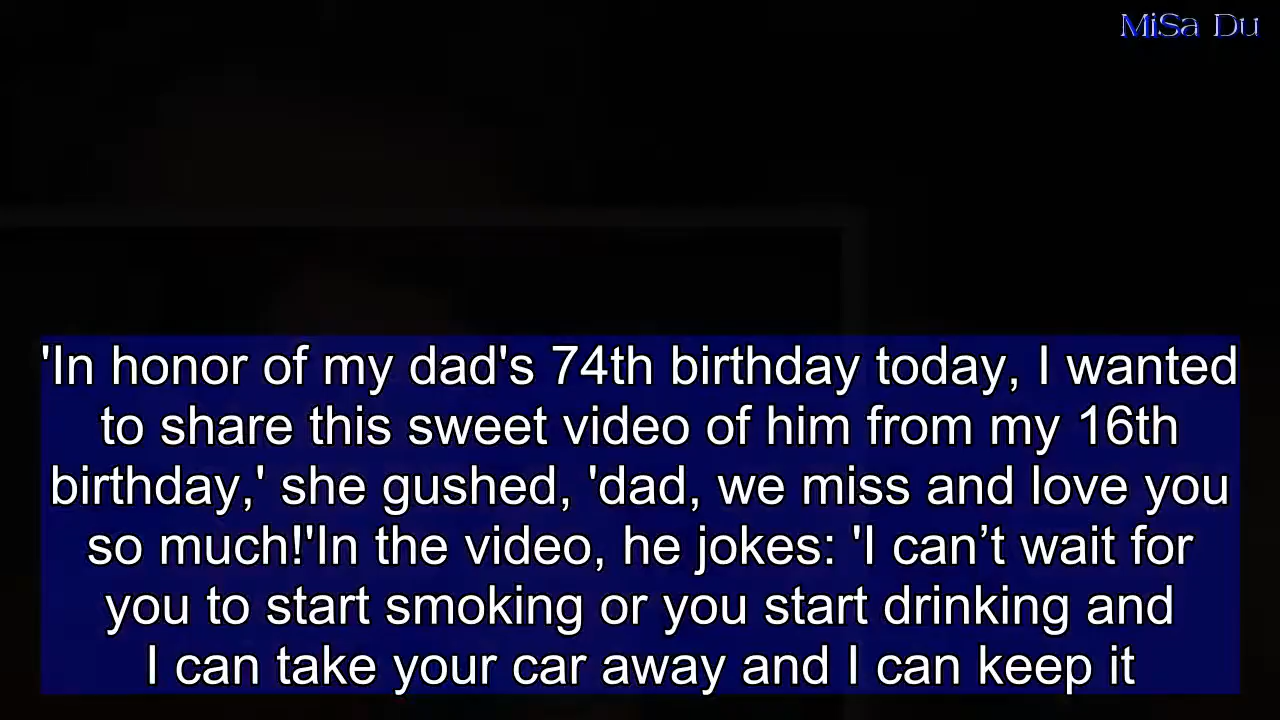 MiSa Du
'In honor of my dad's 74th birthday today, I wanted
to share this sweet video of him from my 16th
birthday,' she gushed, 'dad, we miss and love you
so much!'In the video, he jokes: 'I can’t wait for
you to start smoking or you start drinking and
I can take your car away and I can keep it